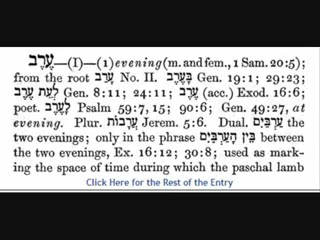 עֶרֶב—(I)—(1) evening (m. and fem., 1 Sam. 20:5);
from the root עָרַב No. II. בָּעֶרֶב Gen. 19:1; 29:23;
לְעֵת עֶרֶב Gen. 8:11; 24:11; עֶרֶב (acc.) Exod. 16:6;
poet. לָעֶרֶב Psalm 59:7, 15; 90:6; Gen. 49:27, at
evening. Plur. עֲרָבוֹת Jerem. 5:6. Dual. עַרְבַּיִם the
two evenings; only in the phrase בֵּין הָעַרְבַּיִם between
the two evenings, Ex. 16:12; 30:8; used as mark-
ing the space of time during which the paschal lamb
Click Here for the Rest of the Entry